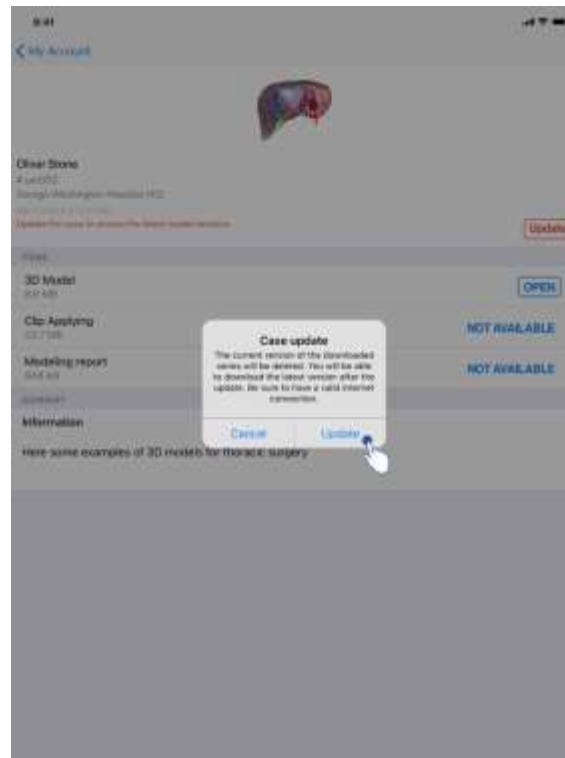 9:41
My Account
Oliver Stone
Update
3D Model
OPEN
Clip Applying
NOT AVAILABLE
Modeling report
NOT AVAILABLE
Information
Here some examples of 3D models for thoracic surgery
Case update
The current version of the downloaded
series will be deleted. You will be able
to download the latest version after the
update. Be sure to have a valid internet
connection.
Cancel
Update